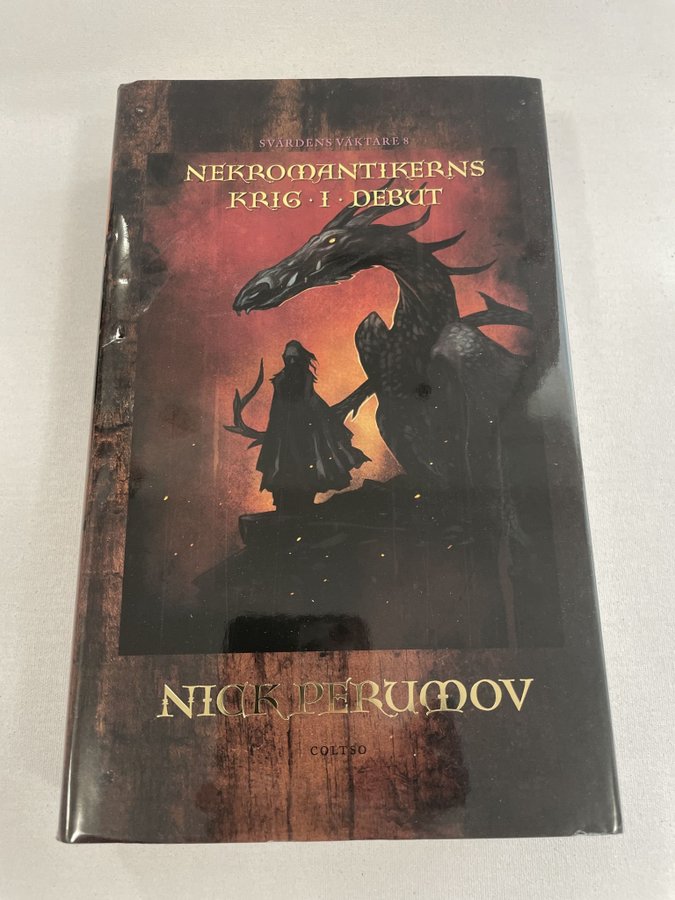 SVÄRDENS VÄKTARE 8
NEKROMANTIKERNS
KRIG · I · DEBUT
NICK PERUMOV
COLTSO